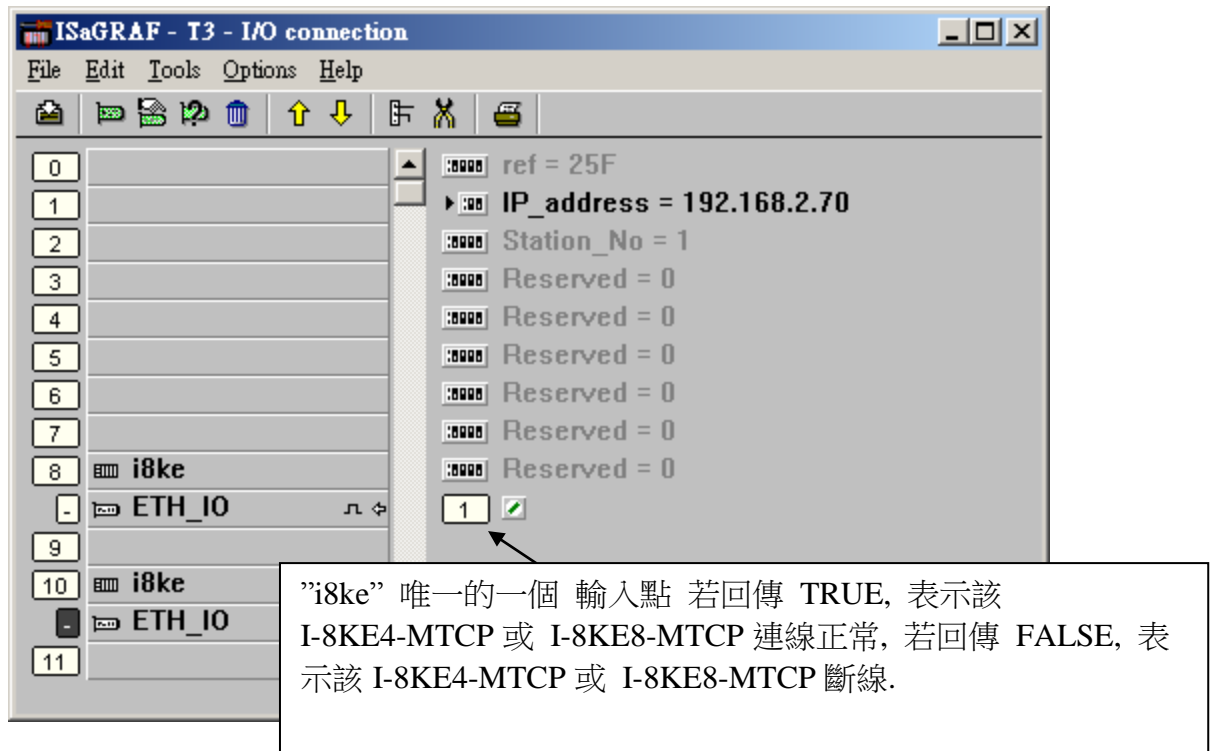 ISaGRAF - T3 - I/O connection
File Edit Tools Options Help
0
1
2
3
4
5
6
7
8 i8ke
- ETH_IO
9
10 i8ke
- ETH_IO
11
ref = 25F
IP_address = 192.168.2.70
Station_No = 1
Reserved = 0
Reserved = 0
Reserved = 0
Reserved = 0
Reserved = 0
Reserved = 0
1
”i8ke” 唯一的一個 輸入點 若回傳 TRUE, 表示該
I-8KE4-MTCP 或 I-8KE8-MTCP 連線正常, 若回傳 FALSE, 表
示該 I-8KE4-MTCP 或 I-8KE8-MTCP 斷線.